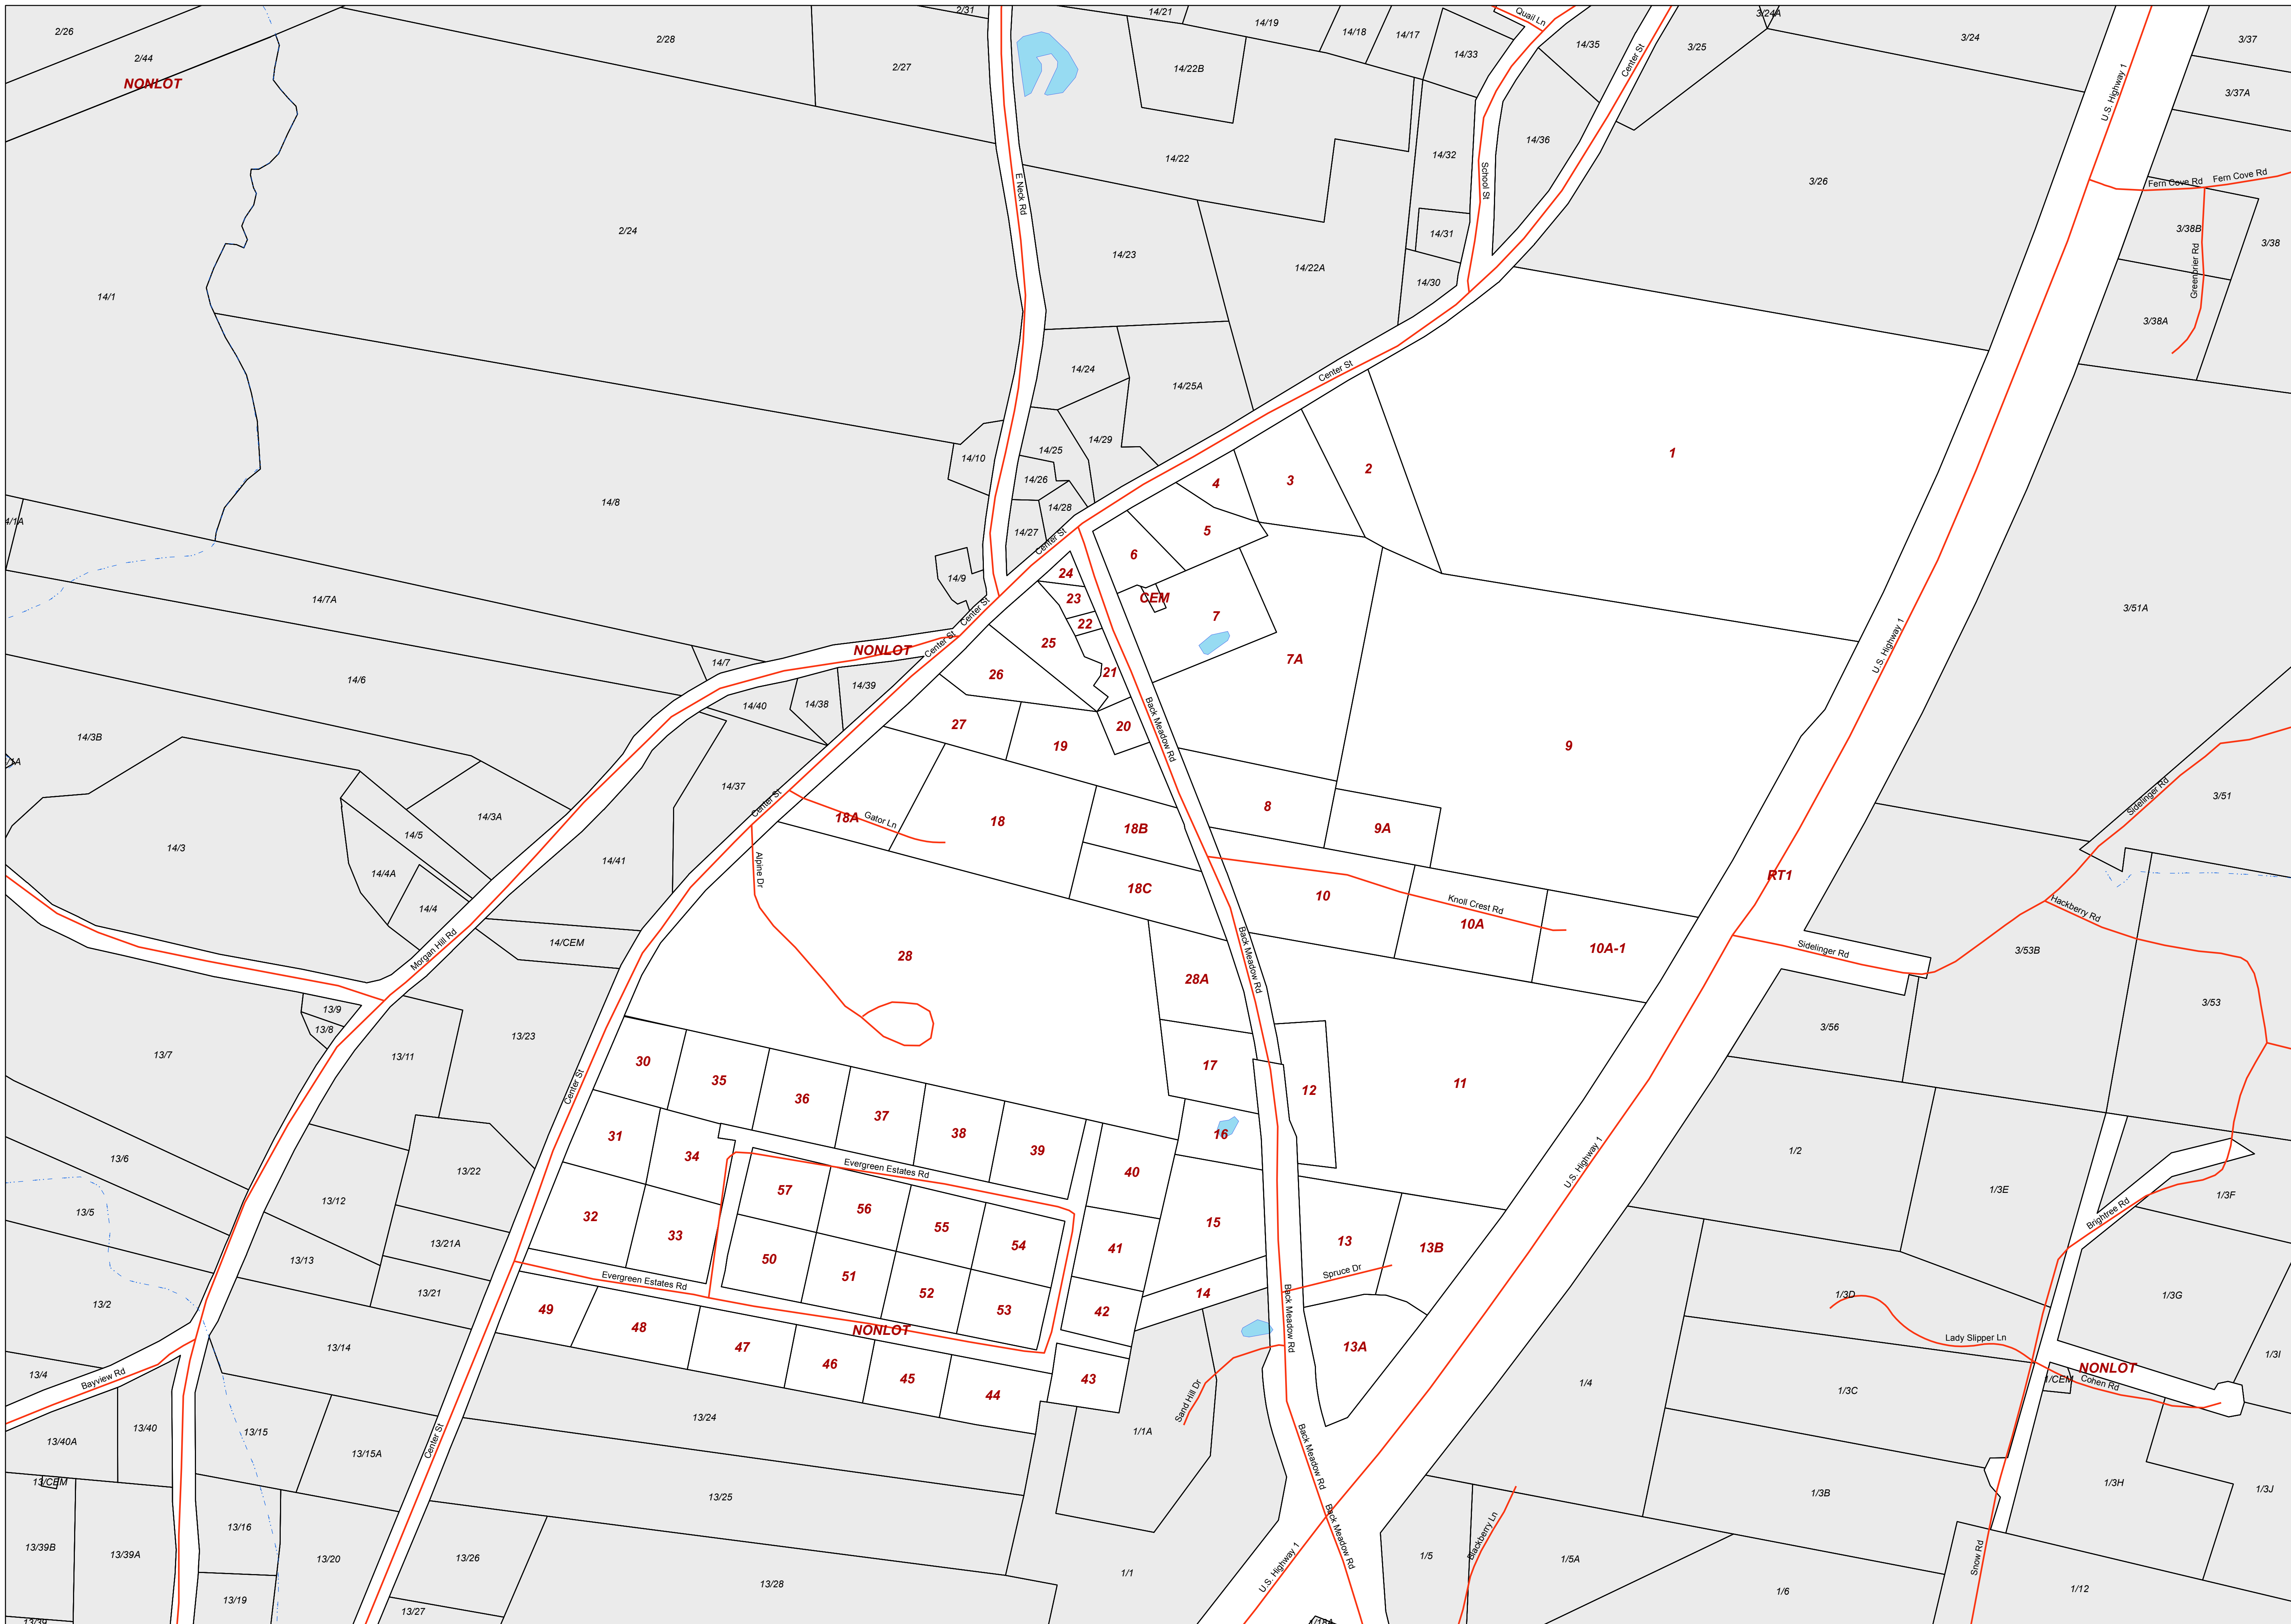 2/26
2/44
NONLOT
2/28
2/27
2/31
14/21
14/19
14/18
14/17
14/22B
14/33
Quail Ln
14/35
Center St
3/25
3/24A
3/24
U.S. Highway 1
3/37
3/37A
14/22
14/32
14/36
School St
E Neck Rd
3/26
Fern Cove Rd
Fern Cove Rd
3/38B
3/38
Greenbrier Rd
3/38A
2/24
14/1
14/23
14/22A
14/31
14/30
14/24
14/25A
Center St
14/8
14/10
14/25
14/29
14/26
14/28
14/27
Center St
4
3
2
1
5
6
24
23
CEM
22
7
14/9
Center St
4/1A
14/7A
3/51A
U.S. Highway 1
NONLOT
Center St
25
26
21
7A
14/7
14/6
14/39
14/38
14/40
27
19
20
Back Meadow Rd
9
14/3B
/1A
14/37
Center St
18A
Gator Ln
18
18B
8
9A
3/51
Sidelinger Rd
14/3A
14/5
14/3
14/4A
14/4
14/41
Alpine Dr
18C
10
Knoll Crest Rd
10A
10A-1
RT1
Hackberry Rd
Sidelinger Rd
3/53B
14/CEM
Morgan Hill Rd
28
28A
Back Meadow Rd
3/53
13/9
13/8
13/7
13/11
13/23
3/56
30
35
36
37
38
39
17
12
11
Center St
31
34
16
40
13/6
13/22
13/12
1/2
U.S. Highway 1
1/3E
1/3F
Evergreen Estates Rd
57
56
55
54
32
33
15
13
13B
41
13/5
13/21A
13/13
13/21
Brightree Rd
50
51
52
53
Evergreen Estates Rd
Spruce Dr
14
42
49
48
47
46
45
44
43
NONLOT
13A
Back Meadow Rd
13/2
13/14
1/3D
1/3G
Lady Slipper Ln
1/3I
NONLOT
1/CEM
Cohen Rd
13/4
Bayview Rd
1/4
1/3C
Sand Hill Dr
1/1A
13/24
13/40A
13/40
13/15
13/15A
Center St
Back Meadow Rd
13/CEM
13/25
1/3B
1/3H
1/3J
13/39B
13/39A
13/16
13/20
13/26
13/28
1/1
U.S. Highway 1
Back Meadow Rd
1/5
Blackberry Ln
1/5A
1/6
Snow Rd
1/12
13/19
13/27
13/39
1/18A